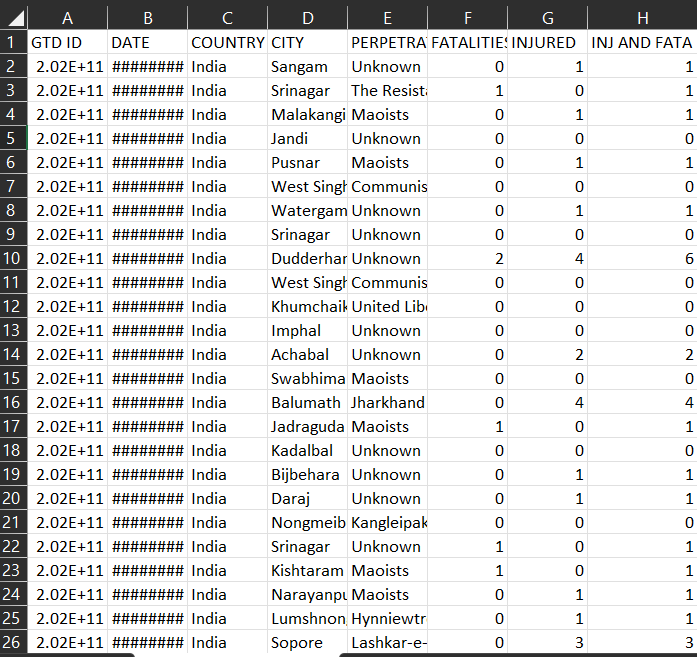 A B C D E F G H
1 GTD ID DATE COUNTRY CITY PERPETRA FATALITIES INJURED INJ AND FATA
2 2.02E+11 ######## India Sangam Unknown 0 1 1
3 2.02E+11 ######## India Srinagar The Resista 1 0 1
4 2.02E+11 ######## India Malakangi Maoists 0 1 1
5 2.02E+11 ######## India Jandi Unknown 0 0 0
6 2.02E+11 ######## India Pusnar Maoists 0 1 1
7 2.02E+11 ######## India West Singh Communis 0 0 0
8 2.02E+11 ######## India Watergam Unknown 0 1 1
9 2.02E+11 ######## India Srinagar Unknown 0 0 0
10 2.02E+11 ######## India Dudderhar Unknown 2 4 6
11 2.02E+11 ######## India West Singh Communis 0 0 0
12 2.02E+11 ######## India Khumchaik United Lib 0 0 0
13 2.02E+11 ######## India Imphal Unknown 0 0 0
14 2.02E+11 ######## India Achabal Unknown 0 2 2
15 2.02E+11 ######## India Swabhima Maoists 0 0 0
16 2.02E+11 ######## India Balumath Jharkhand 0 4 4
17 2.02E+11 ######## India Jadraguda Maoists 1 0 1
18 2.02E+11 ######## India Kadalbal Unknown 0 0 0
19 2.02E+11 ######## India Bijbehara Unknown 0 1 1
20 2.02E+11 ######## India Daraj Unknown 0 1 1
21 2.02E+11 ######## India Nongmeib Kangleipak 0 0 0
22 2.02E+11 ######## India Srinagar Unknown 1 0 1
23 2.02E+11 ######## India Kishtaram Maoists 1 0 1
24 2.02E+11 ######## India Narayanpu Maoists 0 1 1
25 2.02E+11 ######## India Lumshnong Hynniewtr 0 1 1
26 2.02E+11 ######## India Sopore Lashkar-e- 0 3 3